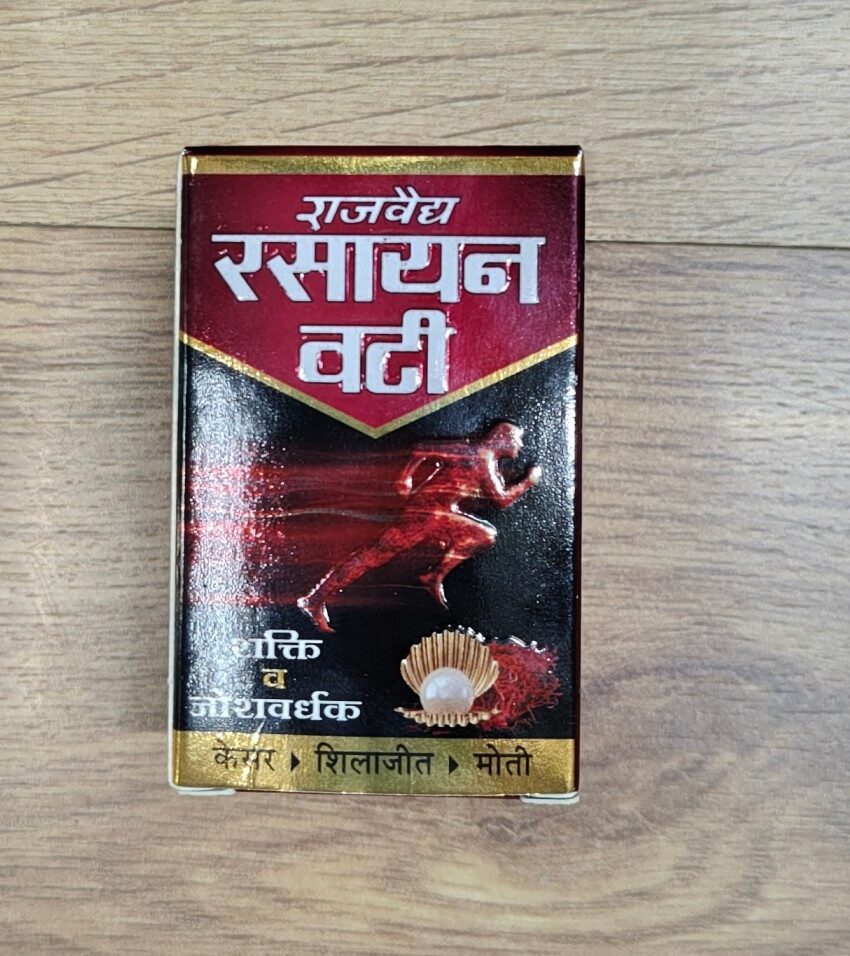 राजवैद्य
रसायन
वटी
शक्ति
व
जोशवर्धक
केसर शिलाजीत मोती